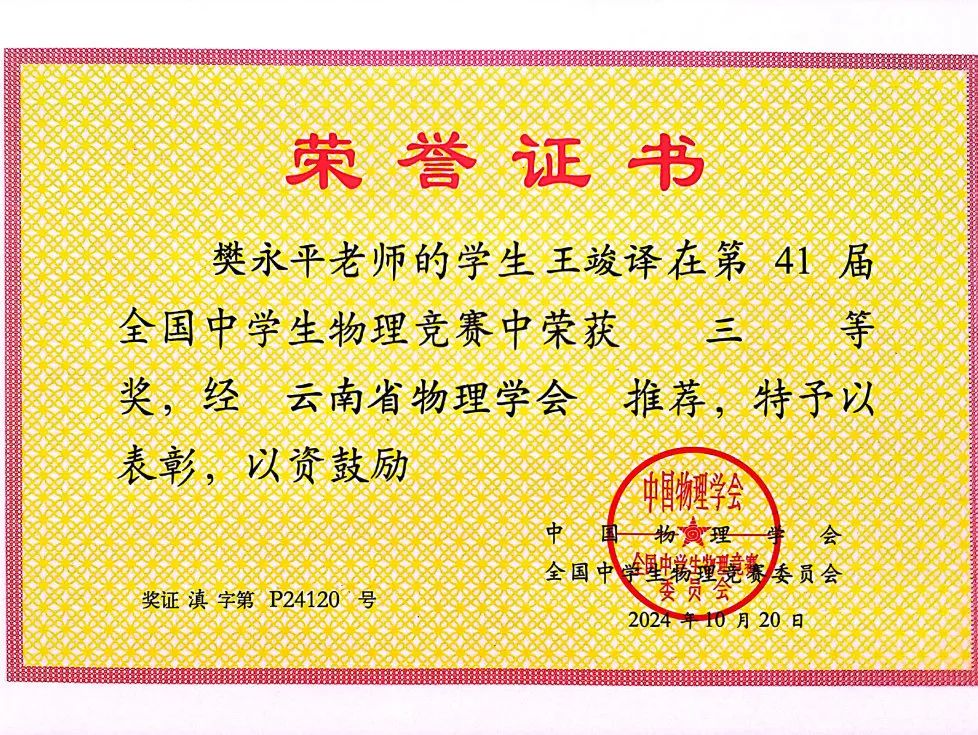 荣誉证书
樊永平老师的学生王竣译在第 41 届
全国中学生物理竞赛中荣获 三 等
奖，经 云南省物理学会 推荐，特予以
表彰，以资鼓励
中国物理学会
全国中学生物理竞赛
委员会
中国物理学会
全国中学生物理竞赛委员会
奖证 滇 字第 P24120 号
2024 年 10 月 20 日